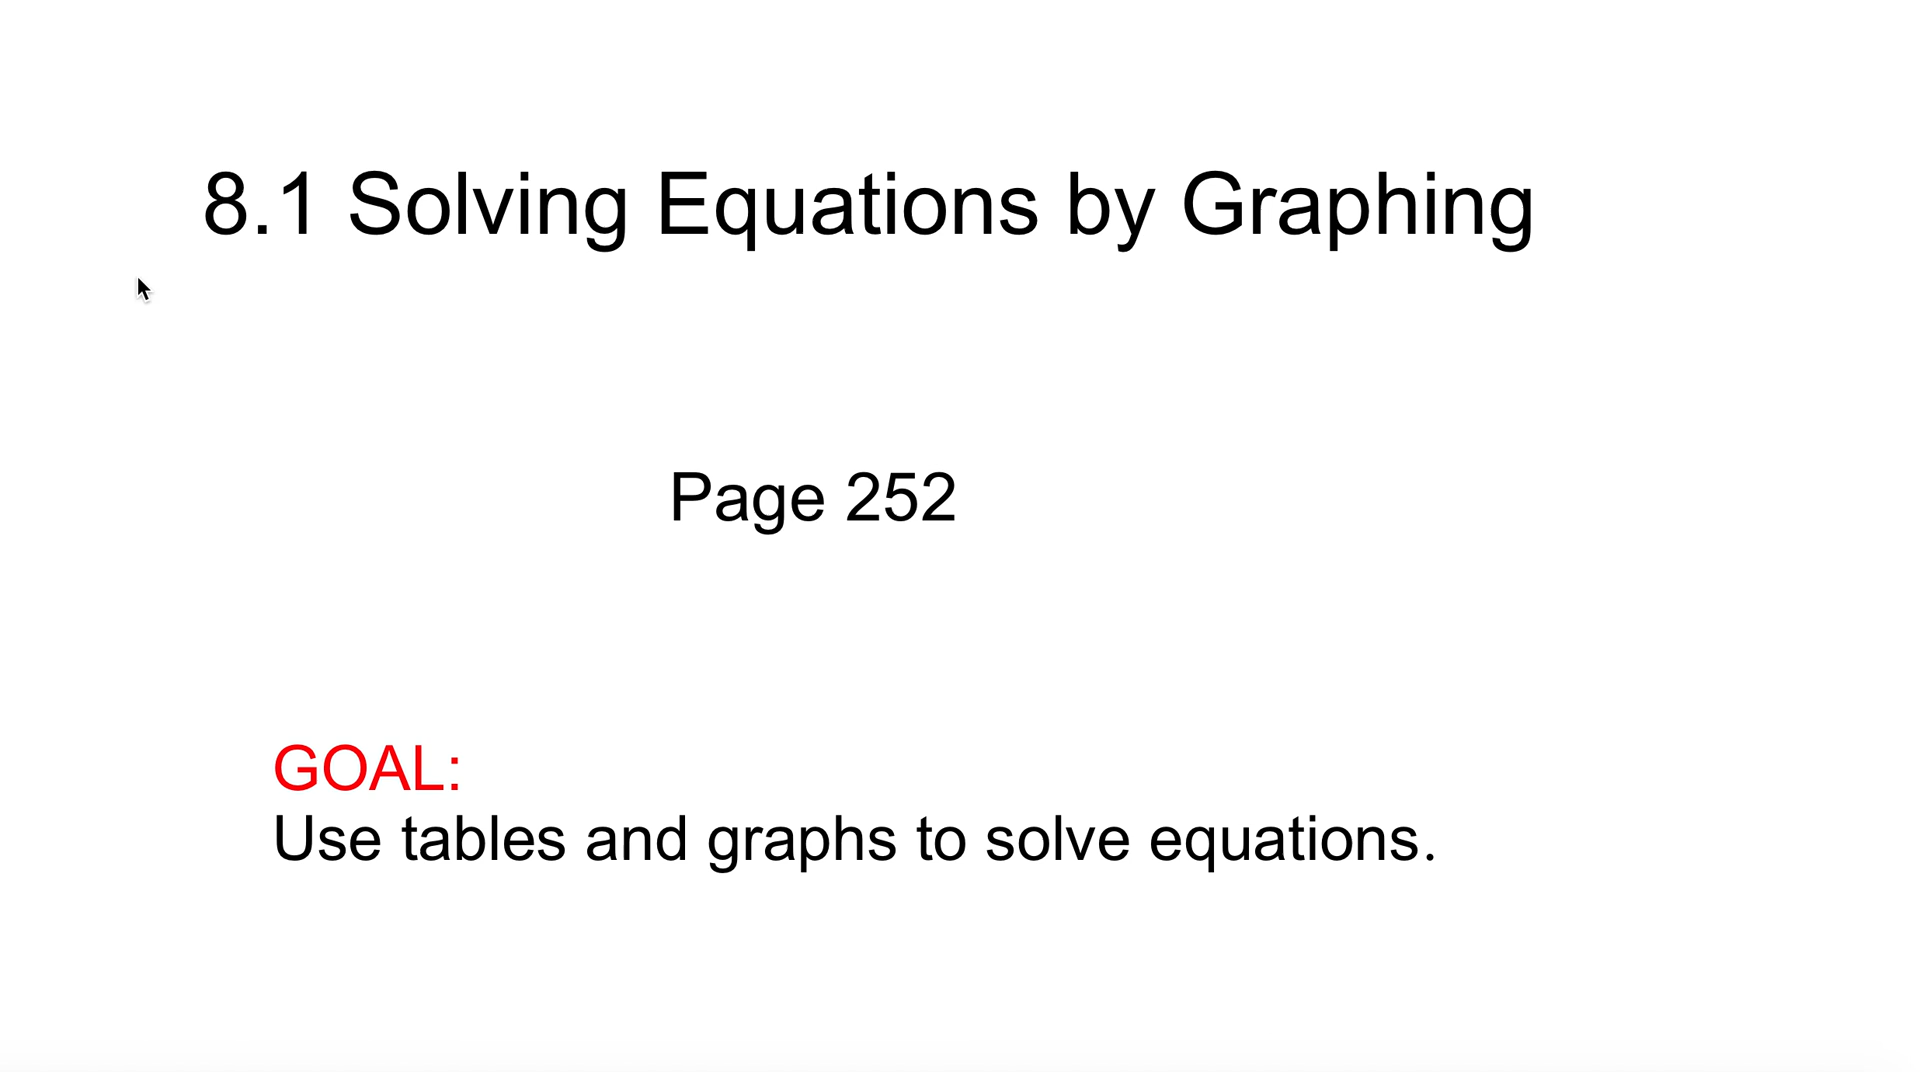 8.1 Solving Equations by Graphing
Page 252
GOAL:
Use tables and graphs to solve equations.